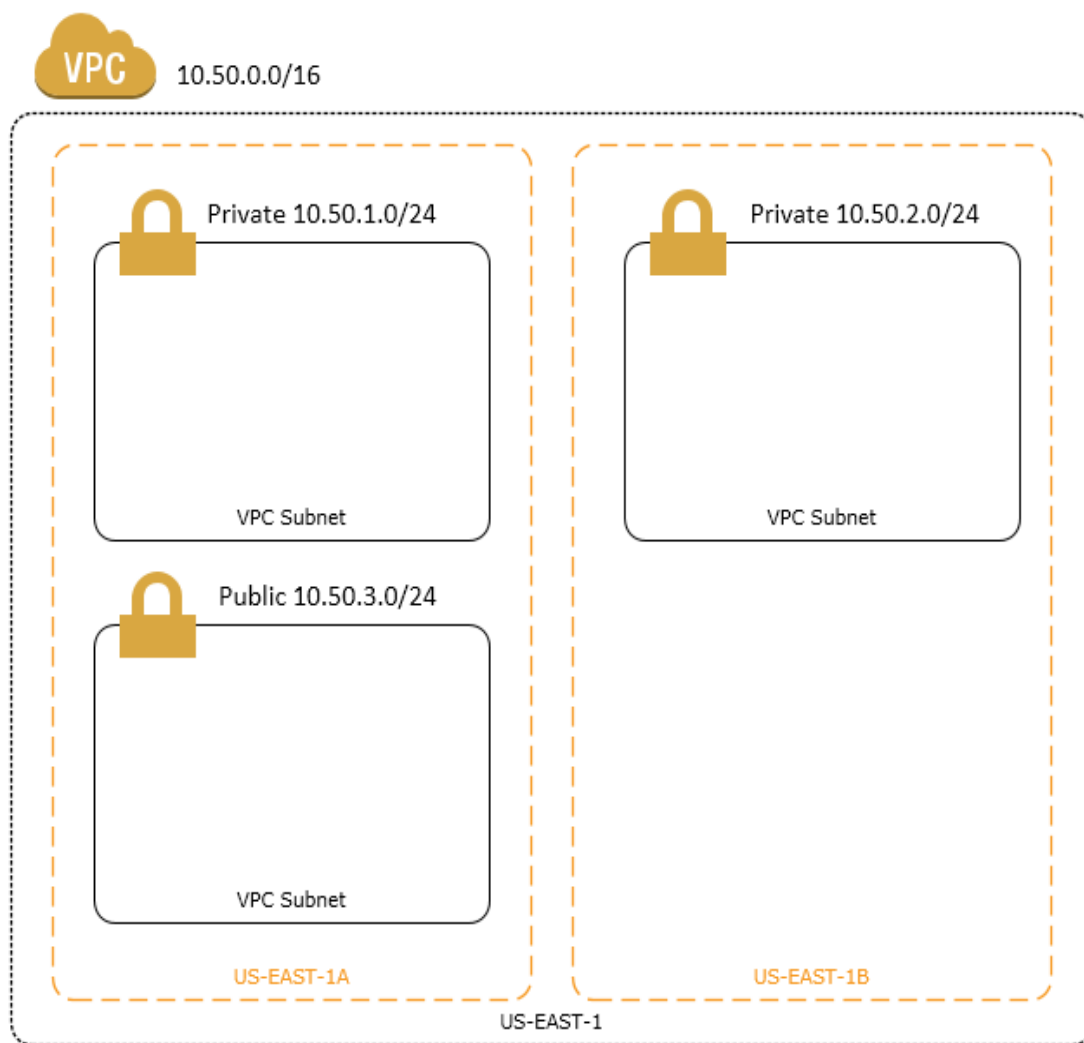 VPC
10.50.0.0/16
Private 10.50.1.0/24
VPC Subnet
Public 10.50.3.0/24
VPC Subnet
US-EAST-1A
Private 10.50.2.0/24
VPC Subnet
US-EAST-1B
US-EAST-1